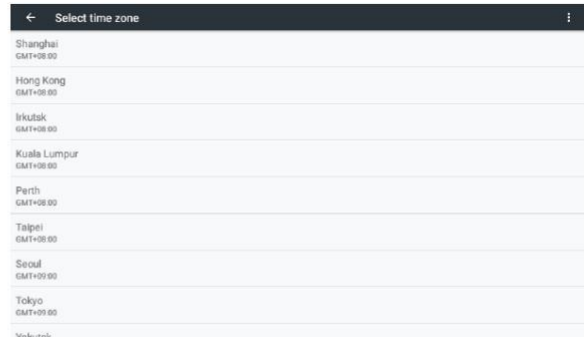 Select time zone
Shanghai
GMT+08:00
Hong Kong
GMT+08:00
Irkutsk
GMT+08:00
Kuala Lumpur
GMT+08:00
Perth
GMT+08:00
Taipei
GMT+08:00
Seoul
GMT+09:00
Tokyo
GMT+09:00